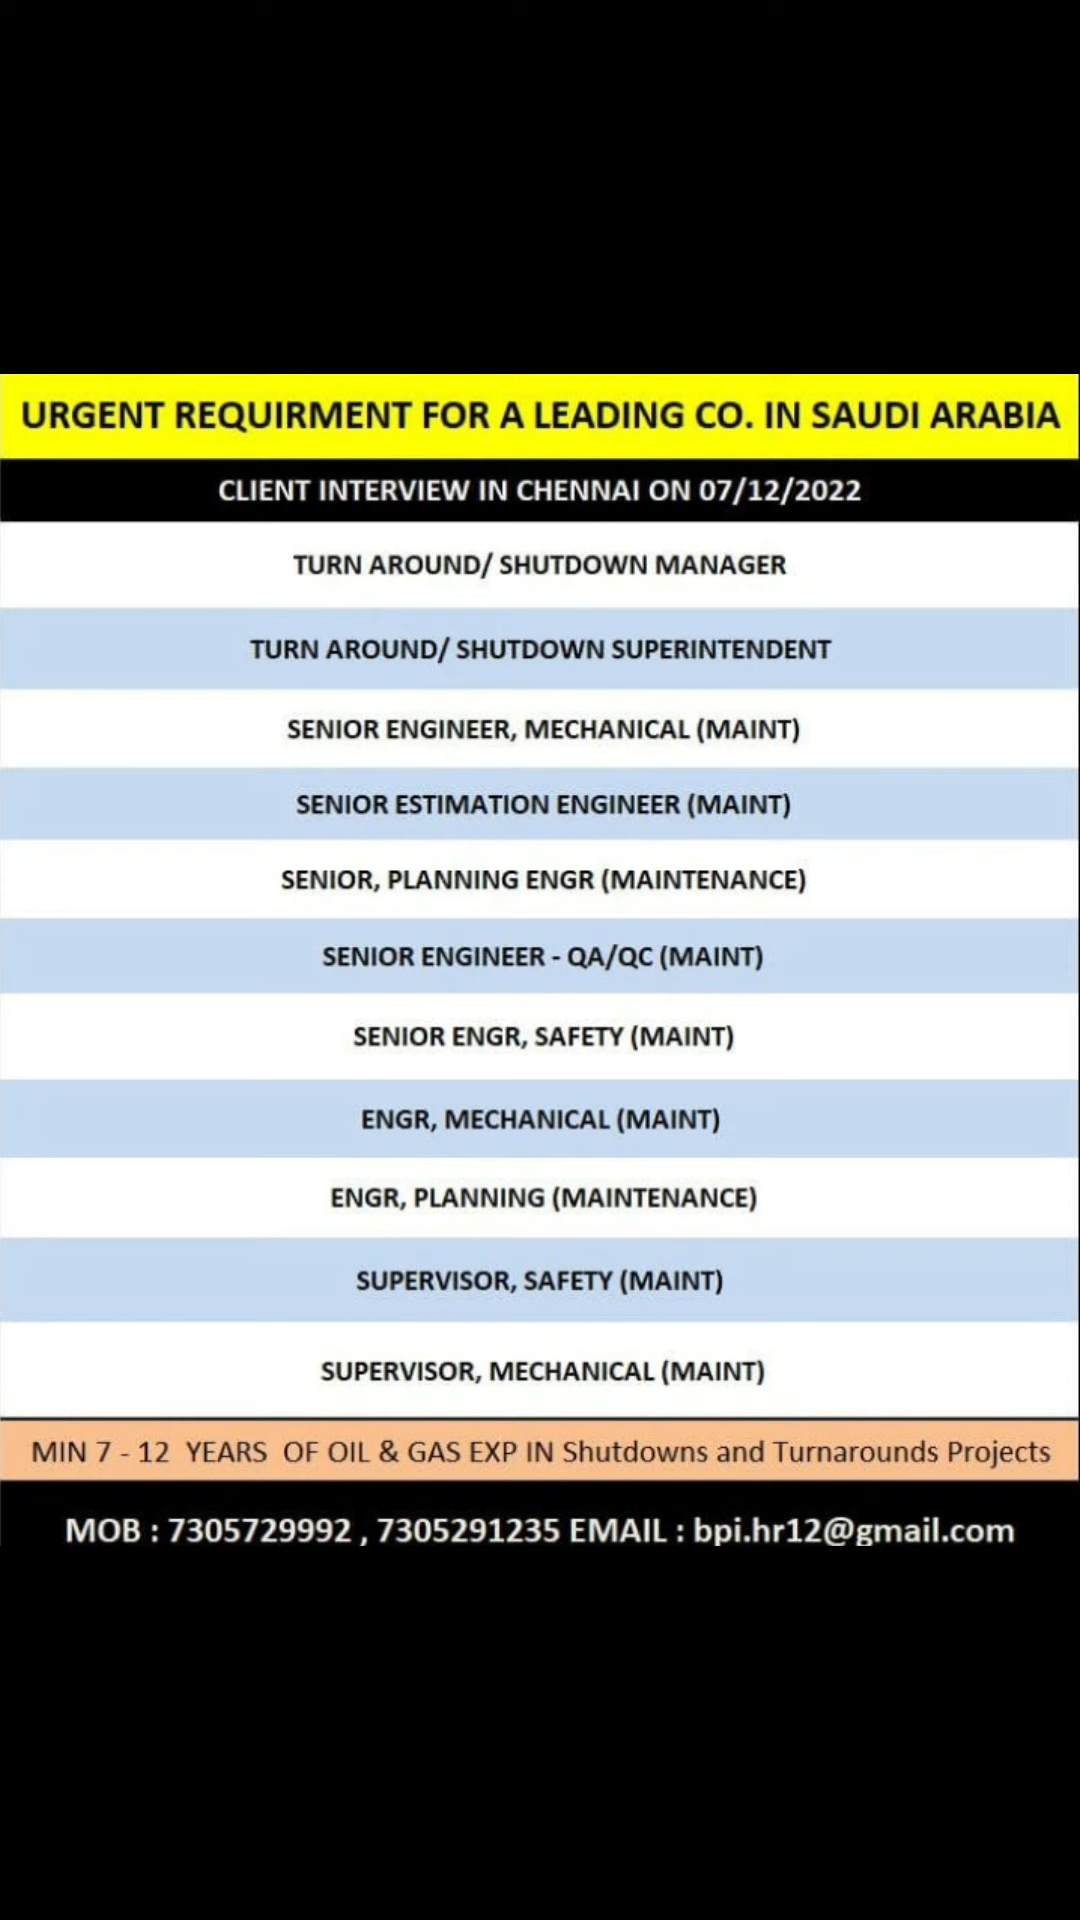 URGENT REQUIRMENT FOR A LEADING CO. IN SAUDI ARABIA
CLIENT INTERVIEW IN CHENNAI ON 07/12/2022
TURN AROUND/ SHUTDOWN MANAGER
TURN AROUND/ SHUTDOWN SUPERINTENDENT
SENIOR ENGINEER, MECHANICAL (MAINT)
SENIOR ESTIMATION ENGINEER (MAINT)
SENIOR, PLANNING ENGR (MAINTENANCE)
SENIOR ENGINEER - QA/QC (MAINT)
SENIOR ENGR, SAFETY (MAINT)
ENGR, MECHANICAL (MAINT)
ENGR, PLANNING (MAINTENANCE)
SUPERVISOR, SAFETY (MAINT)
SUPERVISOR, MECHANICAL (MAINT)
MIN 7 - 12 YEARS OF OIL & GAS EXP IN Shutdowns and Turnarounds Projects
MOB : 7305729992 , 7305291235 EMAIL : bpi.hr12@gmail.com